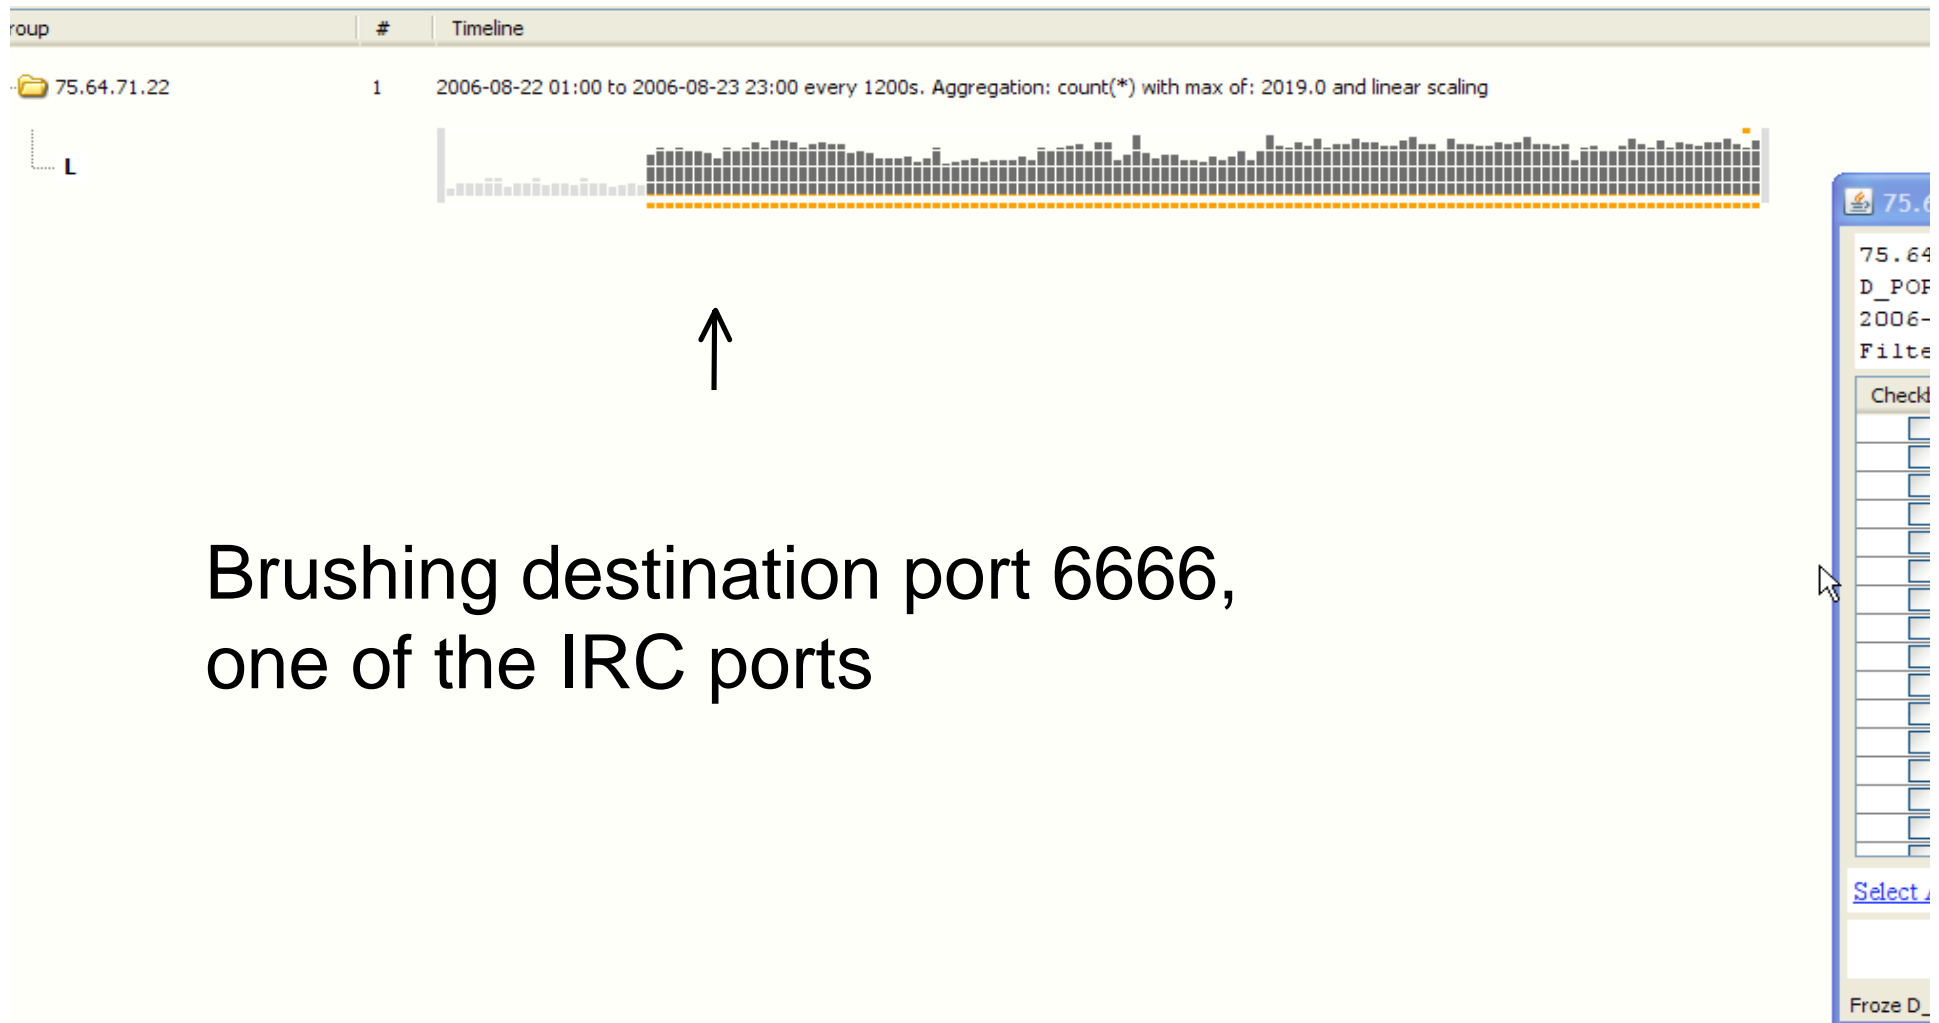 roup # Timeline
75.64.71.22 1 2006-08-22 01:00 to 2006-08-23 23:00 every 1200s. Aggregation: count(*) with max of: 2019.0 and linear scaling
L
75.6
75.64
D_POR
2006-
Filte
Checkb
Brushing destination port 6666,
one of the IRC ports
Select A
Froze D_